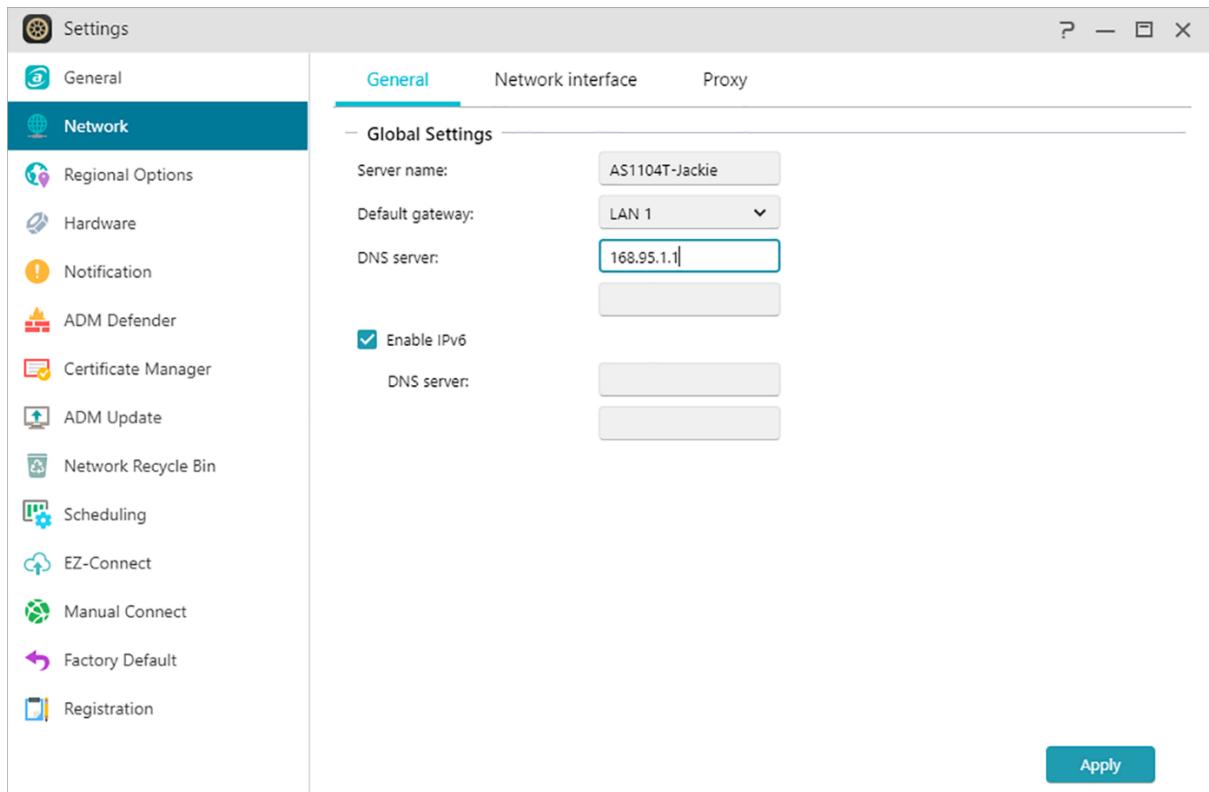 Settings
General
Network
Regional Options
Hardware
Notification
ADM Defender
Certificate Manager
ADM Update
Network Recycle Bin
Scheduling
EZ-Connect
Manual Connect
Factory Default
Registration
General Network interface Proxy
Global Settings
Server name: AS1104T-Jackie
Default gateway: LAN 1
DNS server: 168.95.1.1
Enable IPv6
DNS server:
Apply